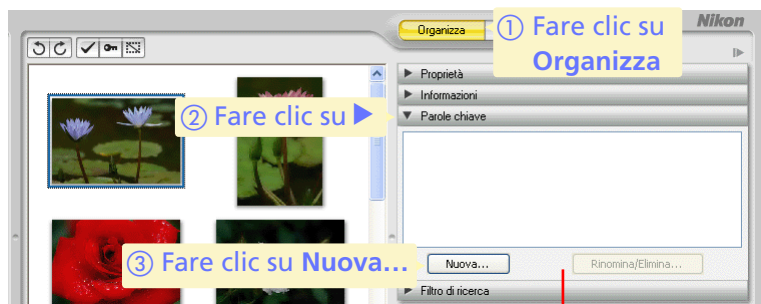 Nikon
Organizza
① Fare clic su
Organizza
Proprietà
Informazioni
② Fare clic su ▶
Parole chiave
③ Fare clic su Nuova...
Nuova...
Rinomina/Elimina...
Filtro di ricerca